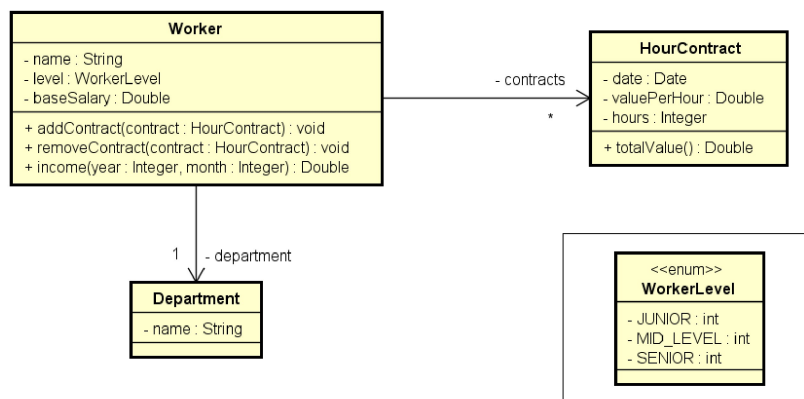 Worker
- name : String
- level : WorkerLevel
- baseSalary : Double
+ addContract(contract : HourContract) : void
+ removeContract(contract : HourContract) : void
+ income(year : Integer, month : Integer) : Double
- contracts
*
HourContract
- date : Date
- valuePerHour : Double
- hours : Integer
+ totalValue() : Double
1 - department
Department
- name : String
<<enum>>
WorkerLevel
- JUNIOR : int
- MID_LEVEL : int
- SENIOR : int